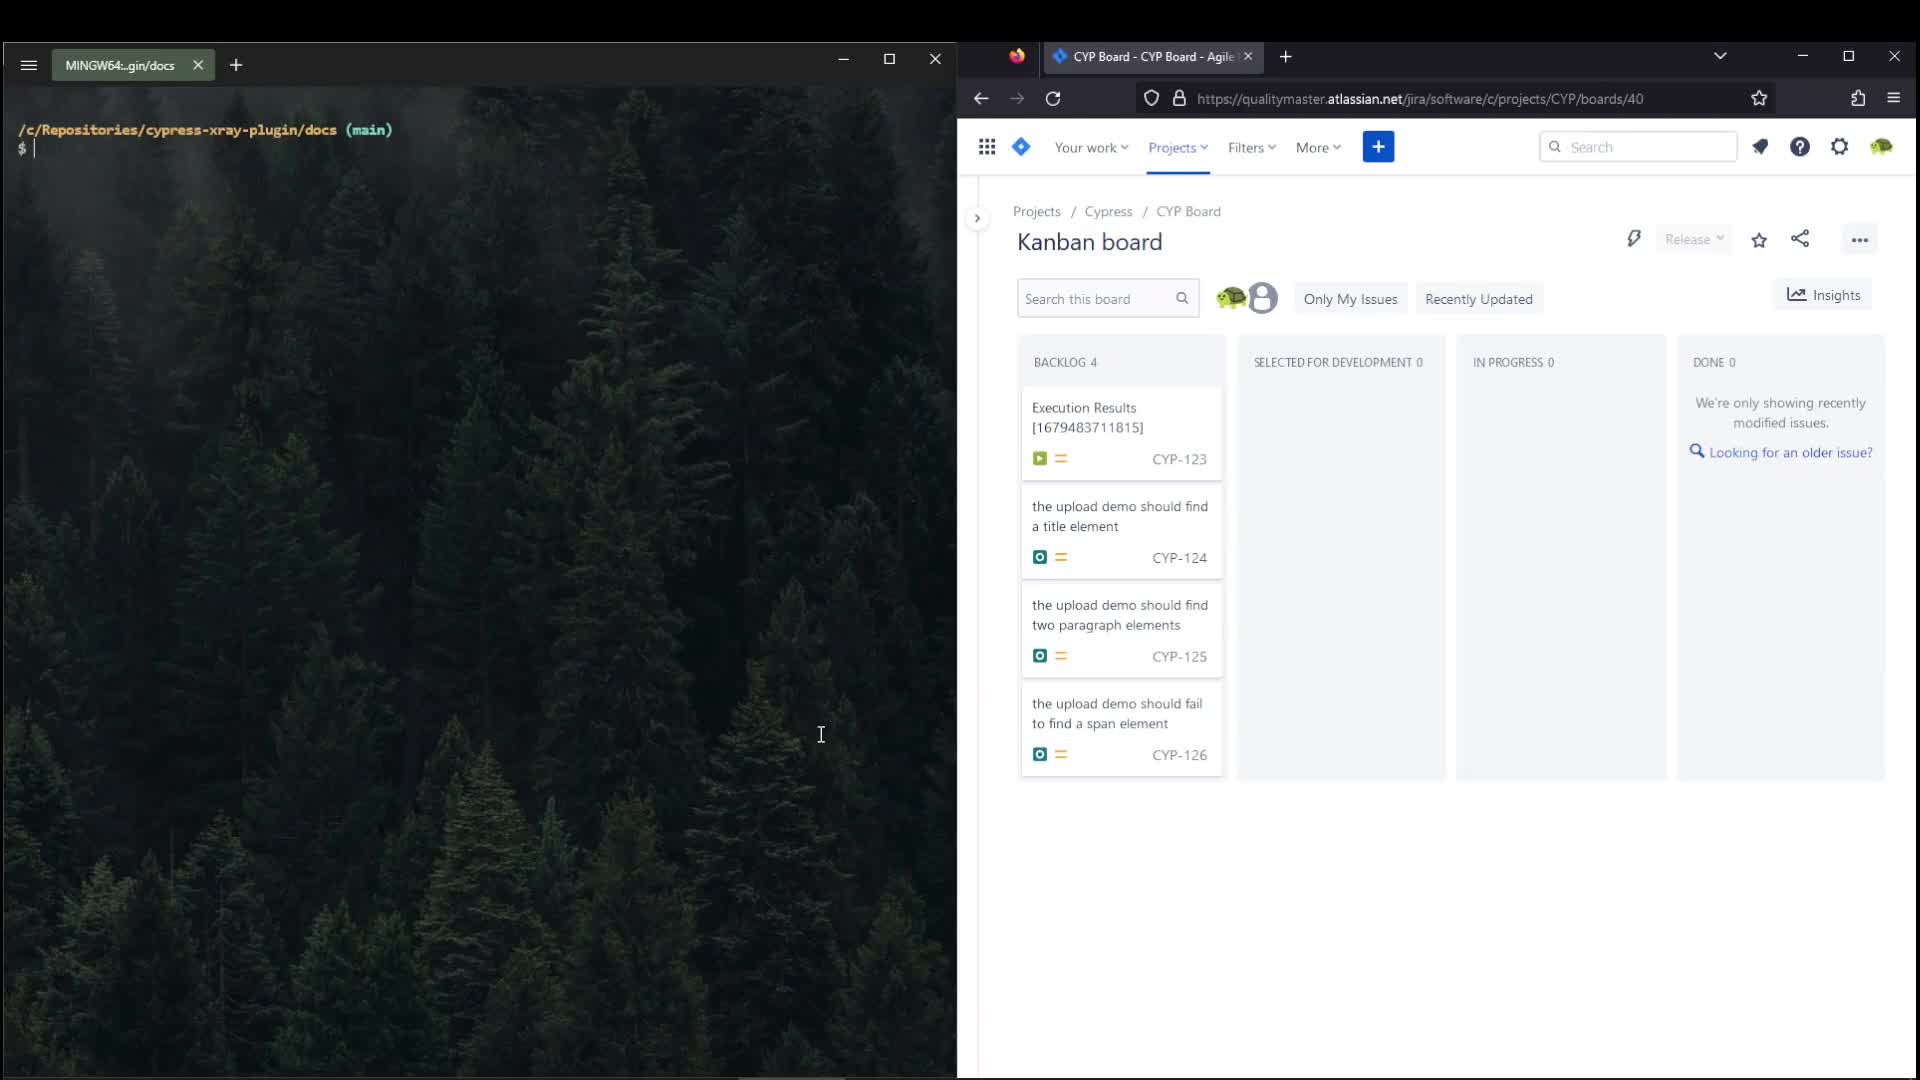 MINGW64:..gin/docs
/c/Repositories/cypress-xray-plugin/docs (main)
$
CYP Board - CYP Board - Agile
https://qualitymaster.atlassian.net/jira/software/c/projects/CYP/boards/40
Your work
Projects
Filters
More
Search
Projects / Cypress / CYP Board
Kanban board
Release
Search this board
Only My Issues
Recently Updated
Insights
BACKLOG 4
Execution Results
[1679483711815]
CYP-123
the upload demo should find
a title element
CYP-124
the upload demo should find
two paragraph elements
CYP-125
the upload demo should fail
to find a span element
CYP-126
SELECTED FOR DEVELOPMENT 0
IN PROGRESS 0
DONE 0
We're only showing recently
modified issues.
Looking for an older issue?